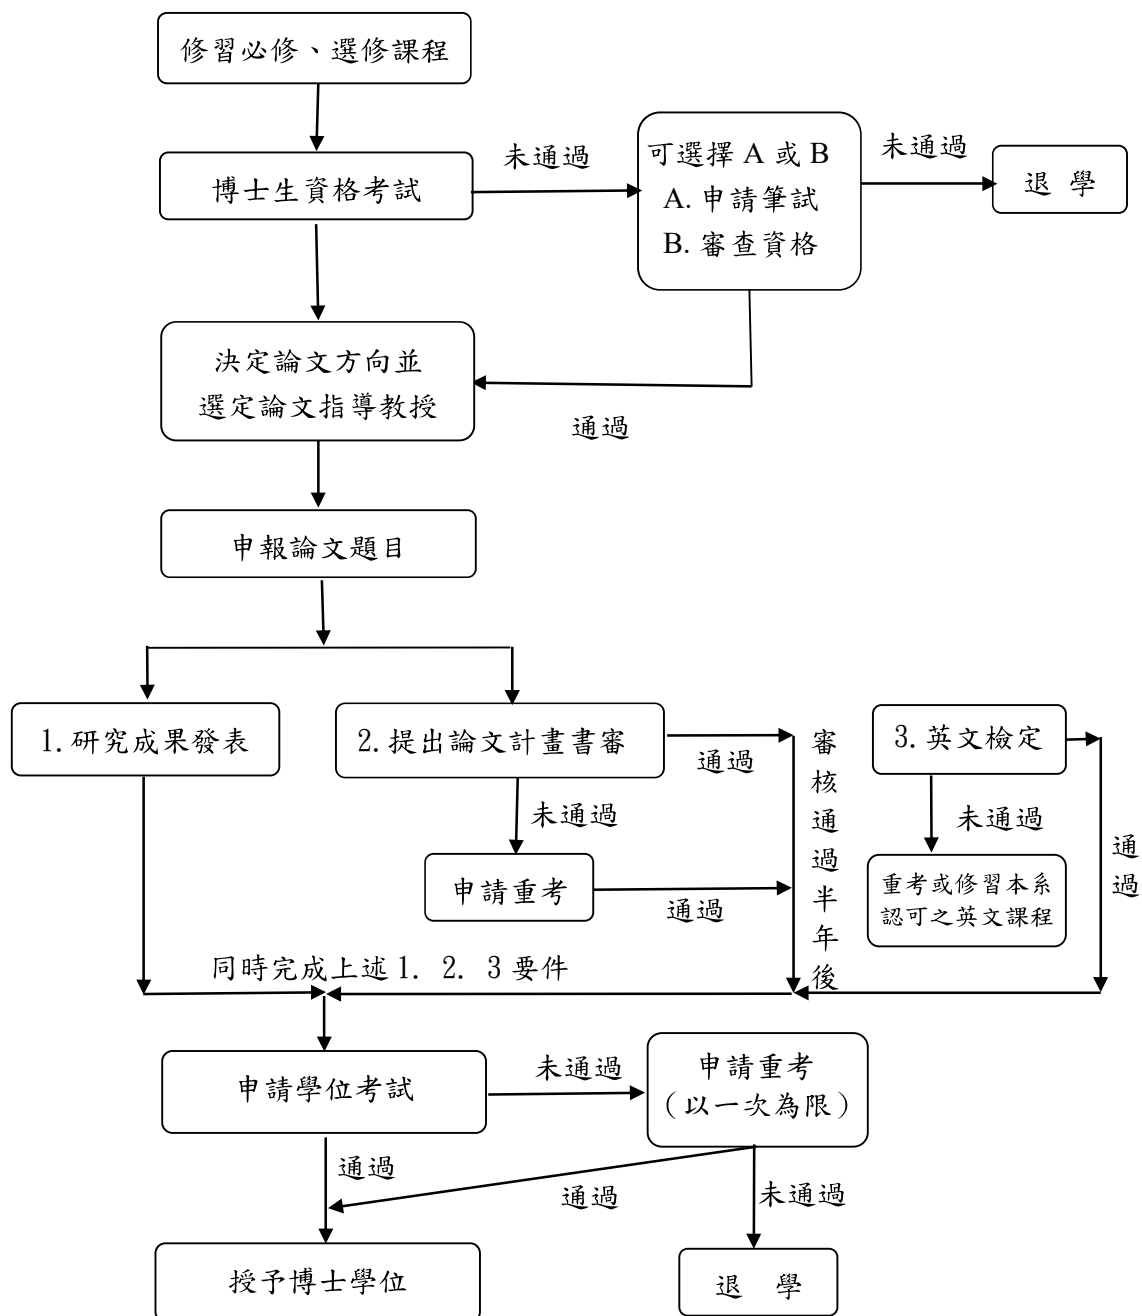 修習必修、選修課程
博士生資格考試
未通過
可選擇 A 或 B
A. 申請筆試
B. 審查資格
未通過
退 學
決定論文方向並
選定論文指導教授
通過
申報論文題目
1. 研究成果發表
2. 提出論文計畫書審
通過
審核通過半年後
3. 英文檢定
未通過
申請重考
通過
未通過
重考或修習本系
認可之英文課程
通過
同時完成上述 1. 2. 3 要件
申請學位考試
未通過
申請重考
(以一次為限)
通過
通過
未通過
授予博士學位
退 學